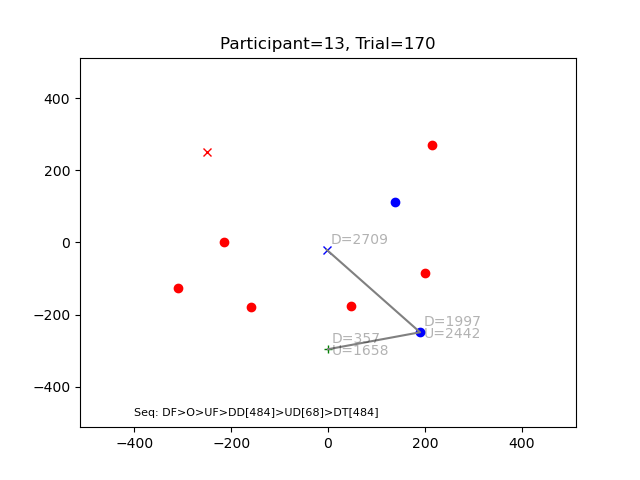 Participant=13, Trial=170
400
200
0
−200
−400
D=2709
D=1997
U=2442
D=357
U=1658
Seq: DF>O>UF>DD[484]>UD[68]>DT[484]
−400
−200
0
200
400